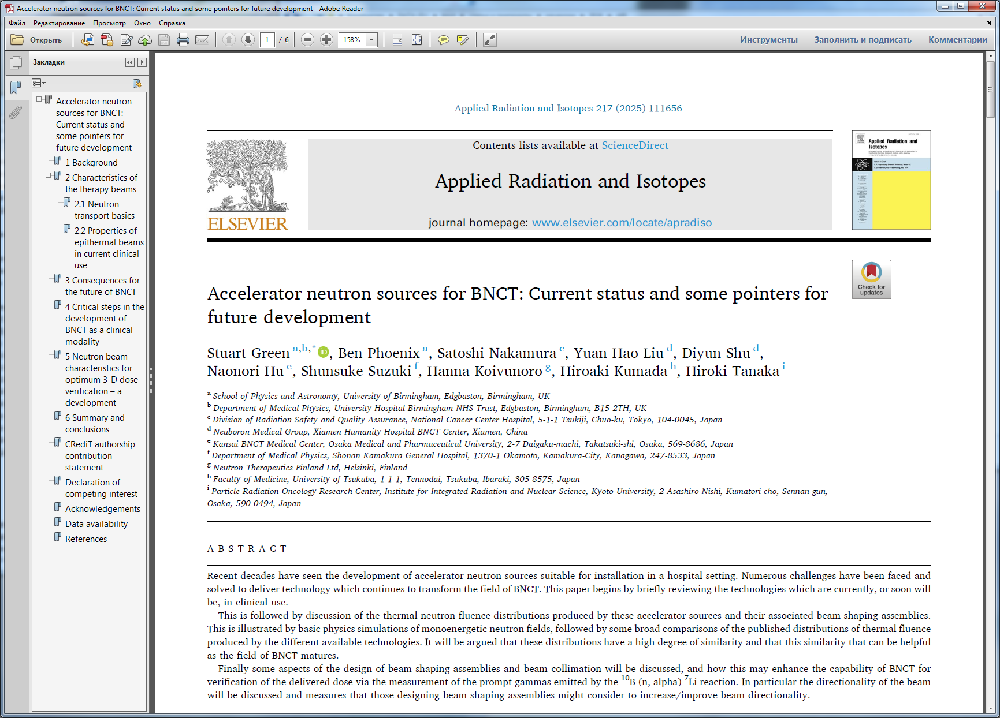 Accelerator neutron sources for BNCT: Current status and some pointers for future development - Adobe Reader
Файл Редактирование Просмотр Окно Справка
Открыть 1 / 6 158% Инструменты Заполнить и подписать Комментарии
Закладки
Accelerator neutron
sources for BNCT:
Current status and
some pointers for
future development
1 Background
2 Characteristics of
the therapy beams
2.1 Neutron
transport basics
2.2 Properties of
epithermal beams
in current clinical
use
3 Consequences for
the future of BNCT
4 Critical steps in the
development of
BNCT as a clinical
modality
5 Neutron beam
characteristics for
optimum 3-D dose
verification – a
development
6 Summary and
conclusions
CRediT authorship
contribution
statement
Declaration of
competing interest
Acknowledgements
Data availability
References
Applied Radiation and Isotopes 217 (2025) 111656
ELSEVIER
Contents lists available at ScienceDirect
Applied Radiation and Isotopes
journal homepage: www.elsevier.com/locate/apradiso
Applied Radiation and
Isotopes
Check for
updates
Accelerator neutron sources for BNCT: Current status and some pointers for
future development
Stuart Green a,b,* iD, Ben Phoenix a, Satoshi Nakamura c, Yuan Hao Liu d, Diyun Shu d,
Naonori Hu e, Shunsuke Suzuki f, Hanna Koivunoro g, Hiroaki Kumada h, Hiroki Tanaka i
a School of Physics and Astronomy, University of Birmingham, Edgbaston, Birmingham, UK
b Department of Medical Physics, University Hospital Birmingham NHS Trust, Edgbaston, Birmingham, B15 2TH, UK
c Division of Radiation Safety and Quality Assurance, National Cancer Center Hospital, 5-1-1 Tsukiji, Chuo-ku, Tokyo, 104-0045, Japan
d Neuboron Medical Group, Xiamen Humanity Hospital BNCT Center, Xiamen, China
e Kansai BNCT Medical Center, Osaka Medical and Pharmaceutical University, 2-7 Daigaku-machi, Takatsuki-shi, Osaka, 569-8686, Japan
f Department of Medical Physics, Shonan Kamakura General Hospital, 1370-1 Okamoto, Kamakura-City, Kanagawa, 247-8533, Japan
g Neutron Therapeutics Finland Ltd, Helsinki, Finland
h Faculty of Medicine, University of Tsukuba, 1-1-1, Tennodai, Tsukuba, Ibaraki, 305-8575, Japan
i Particle Radiation Oncology Research Center, Institute for Integrated Radiation and Nuclear Science, Kyoto University, 2-Asashiro-Nishi, Kumatori-cho, Sennan-gun,
Osaka, 590-0494, Japan
ABSTRACT
Recent decades have seen the development of accelerator neutron sources suitable for installation in a hospital setting. Numerous challenges have been faced and
solved to deliver technology which continues to transform the field of BNCT. This paper begins by briefly reviewing the technologies which are currently, or soon will
be, in clinical use.
This is followed by discussion of the thermal neutron fluence distributions produced by these accelerator sources and their associated beam shaping assemblies.
This is illustrated by basic physics simulations of monoenergetic neutron fields, followed by some broad comparisons of the published distributions of thermal fluence
produced by the different available technologies. It will be argued that these distributions have a high degree of similarity and that this similarity that can be helpful
as the field of BNCT matures.
Finally some aspects of the design of beam shaping assemblies and beam collimation will be discussed, and how this may enhance the capability of BNCT for
verification of the delivered dose via the measurement of the prompt gammas emitted by the 10B (n, alpha) 7Li reaction. In particular the directionality of the beam
will be discussed and measures that those designing beam shaping assemblies might consider to increase/improve beam directionality.